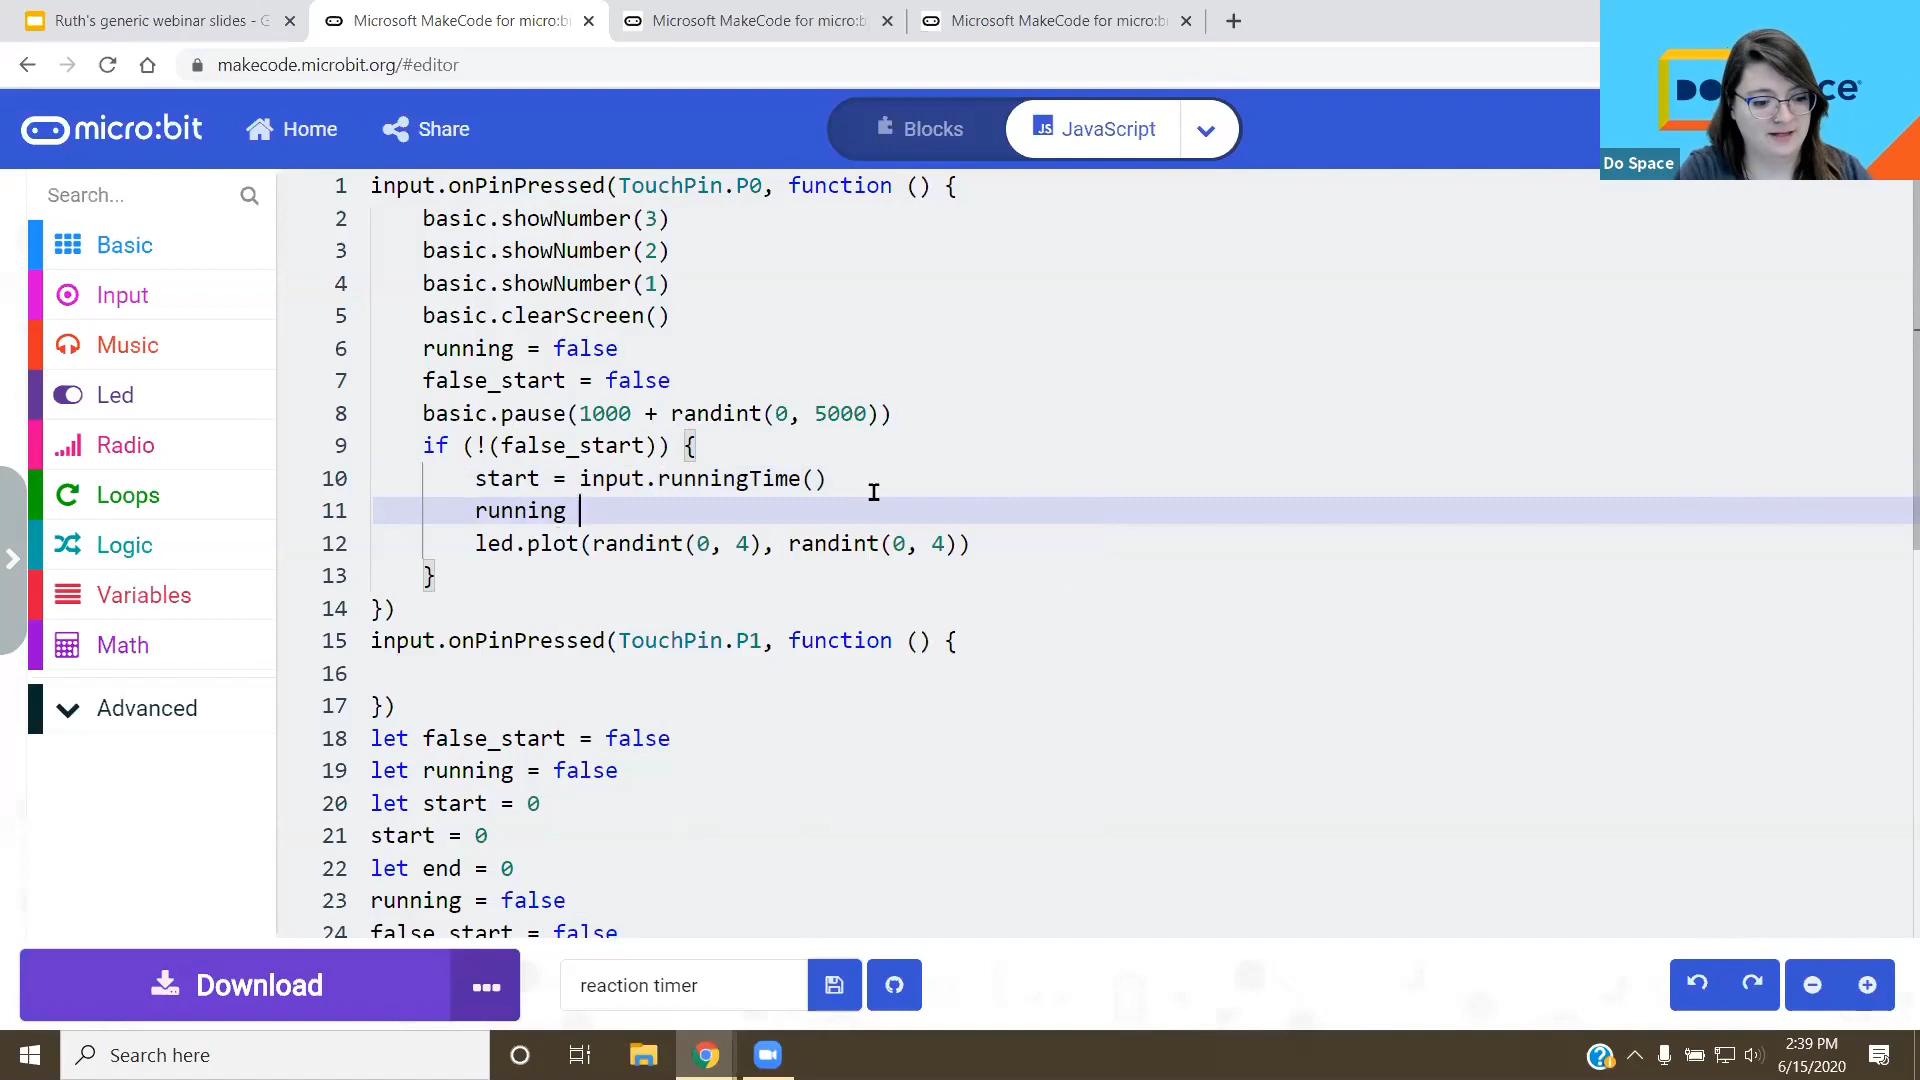 Ruth's generic webinar slides - G
Microsoft MakeCode for micro:b
Microsoft MakeCode for micro:b
Microsoft MakeCode for micro:b
makecode.microbit.org/#editor
DO
CE
Do Space
micro:bit
Home
Share
Blocks
JS JavaScript
Search...
Basic
Input
Music
Led
Radio
Loops
Logic
Variables
Math
Advanced
1 input.onPinPressed(TouchPin.P0, function () {
2 basic.showNumber(3)
3 basic.showNumber(2)
4 basic.showNumber(1)
5 basic.clearScreen()
6 running = false
7 false_start = false
8 basic.pause(1000 + randint(0, 5000))
9 if (!(false_start)) {
10 start = input.runningTime()
11 running
12 led.plot(randint(0, 4), randint(0, 4))
13 }
14 })
15 input.onPinPressed(TouchPin.P1, function () {
16
17 })
18 let false_start = false
19 let running = false
20 let start = 0
21 start = 0
22 let end = 0
23 running = false
24 false_start = false
Download
...
reaction timer
Search here
2:39 PM
6/15/2020